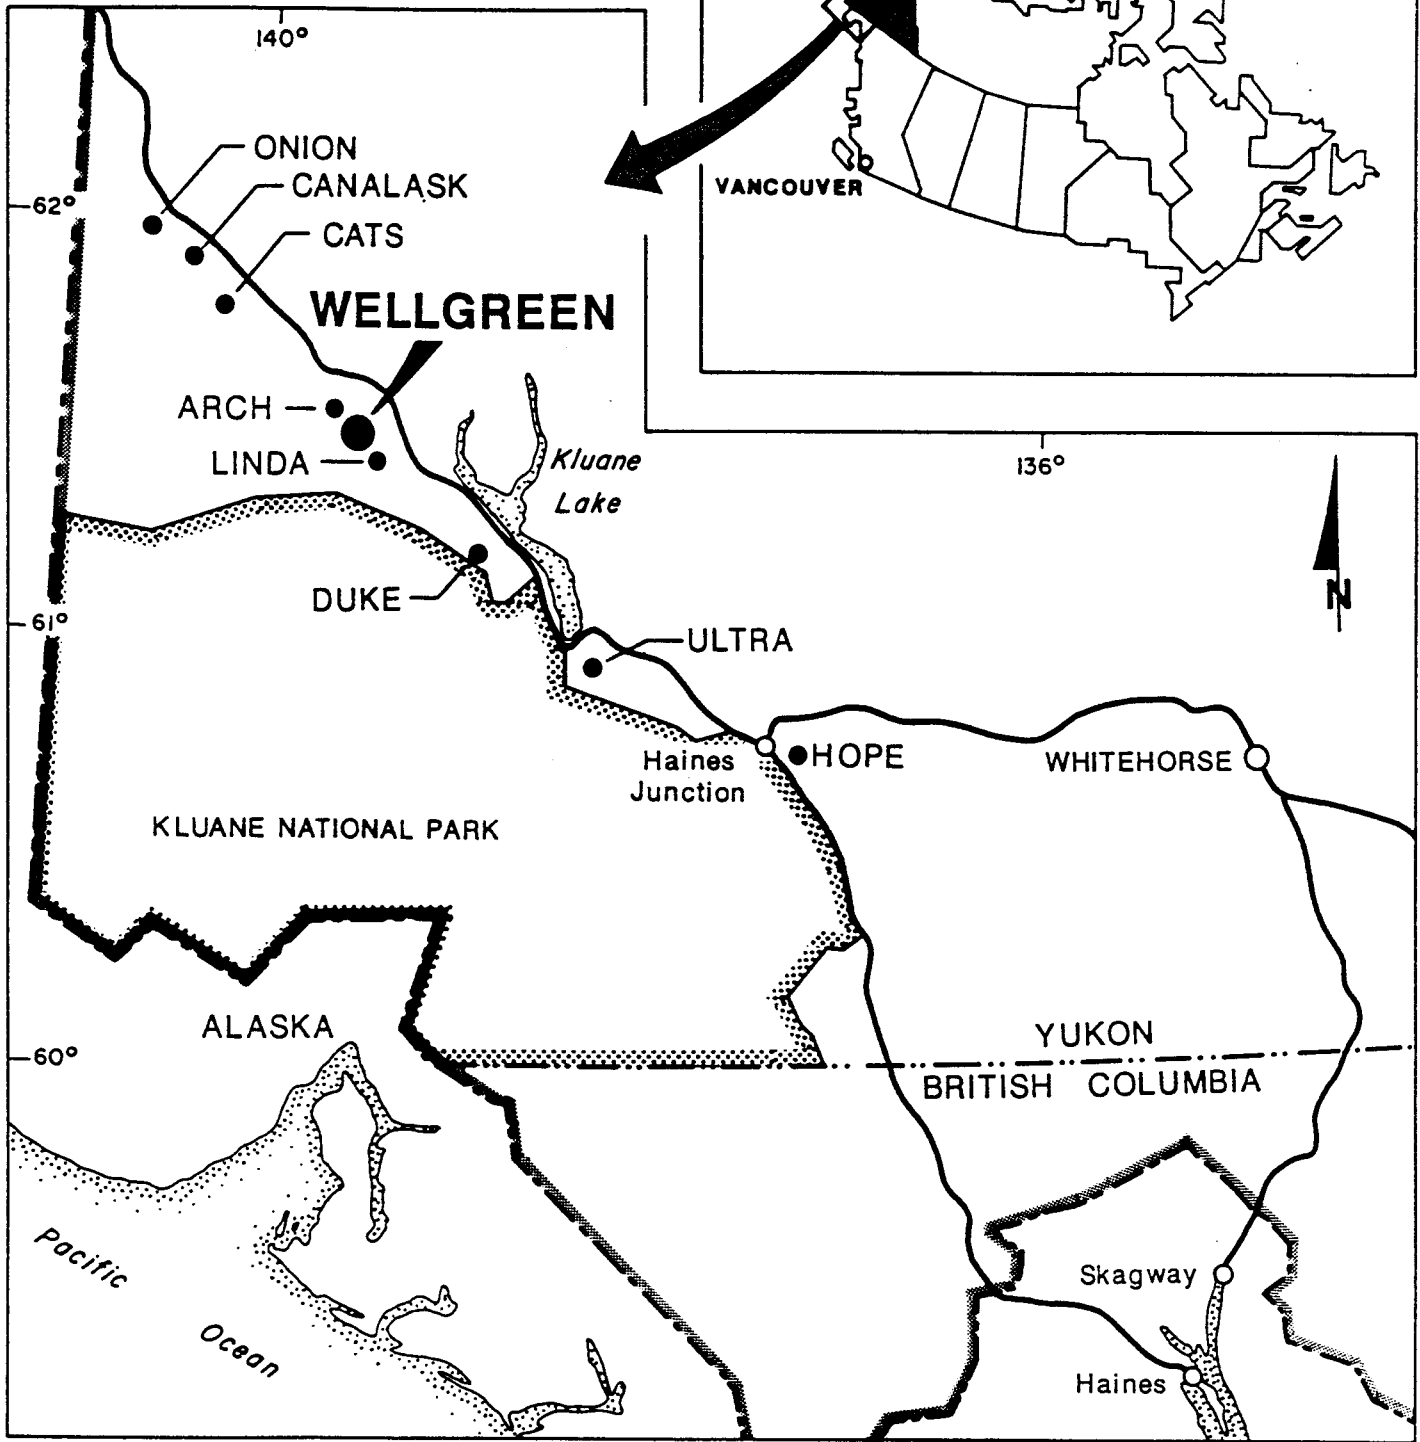 140°
VANCOUVER
ONION
CANALASK
62°
CATS
WELLGREEN
ARCH
LINDA
Kluane
Lake
136°
N
DUKE
61°
ULTRA
Haines
Junction
HOPE
WHITEHORSE
KLUANE NATIONAL PARK
ALASKA
60°
YUKON
BRITISH COLUMBIA
Pacific
Ocean
Skagway
Haines